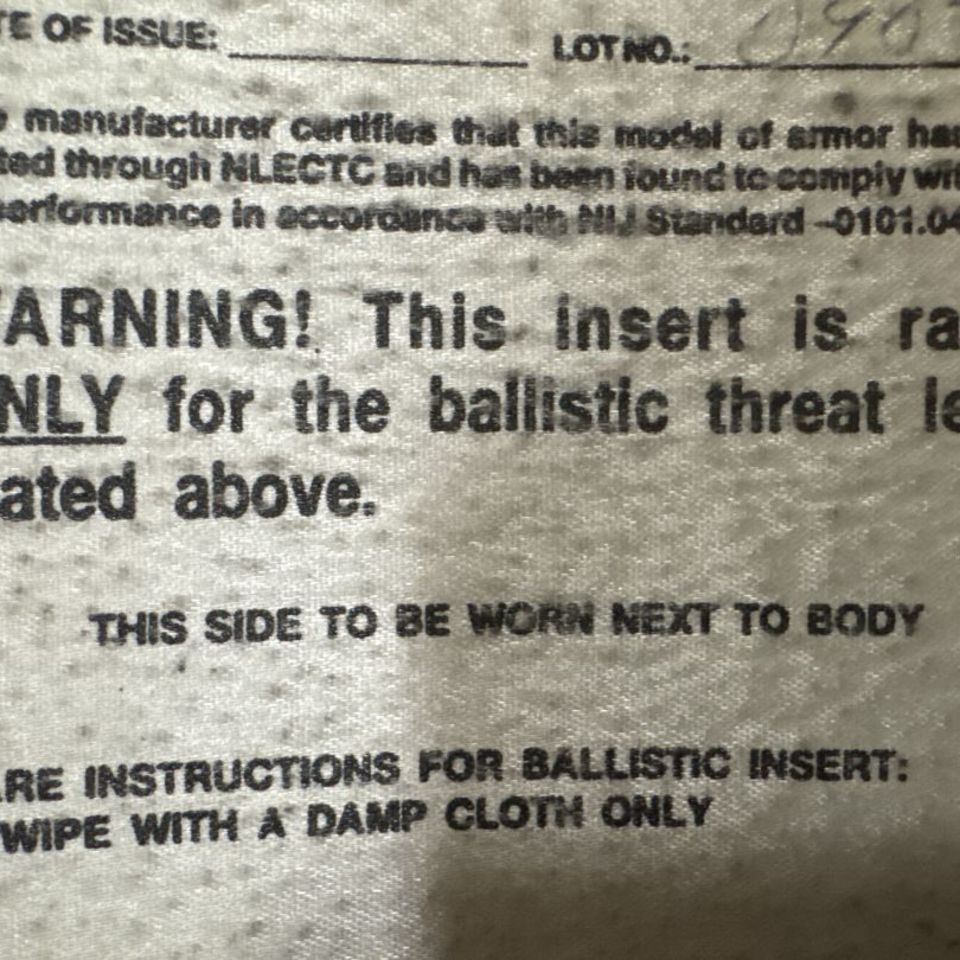 TE OF ISSUE: LOT NO.:
manufacturer certifies that this model of armor ha
ted through NLECTC and has been found to comply wit
erformance in accordance with NIJ Standard -0101.04
ARNING! This insert is ra
NLY for the ballistic threat le
ated above.
THIS SIDE TO BE WORN NEXT TO BODY
RE INSTRUCTIONS FOR BALLISTIC INSERT:
WIPE WITH A DAMP CLOTH ONLY